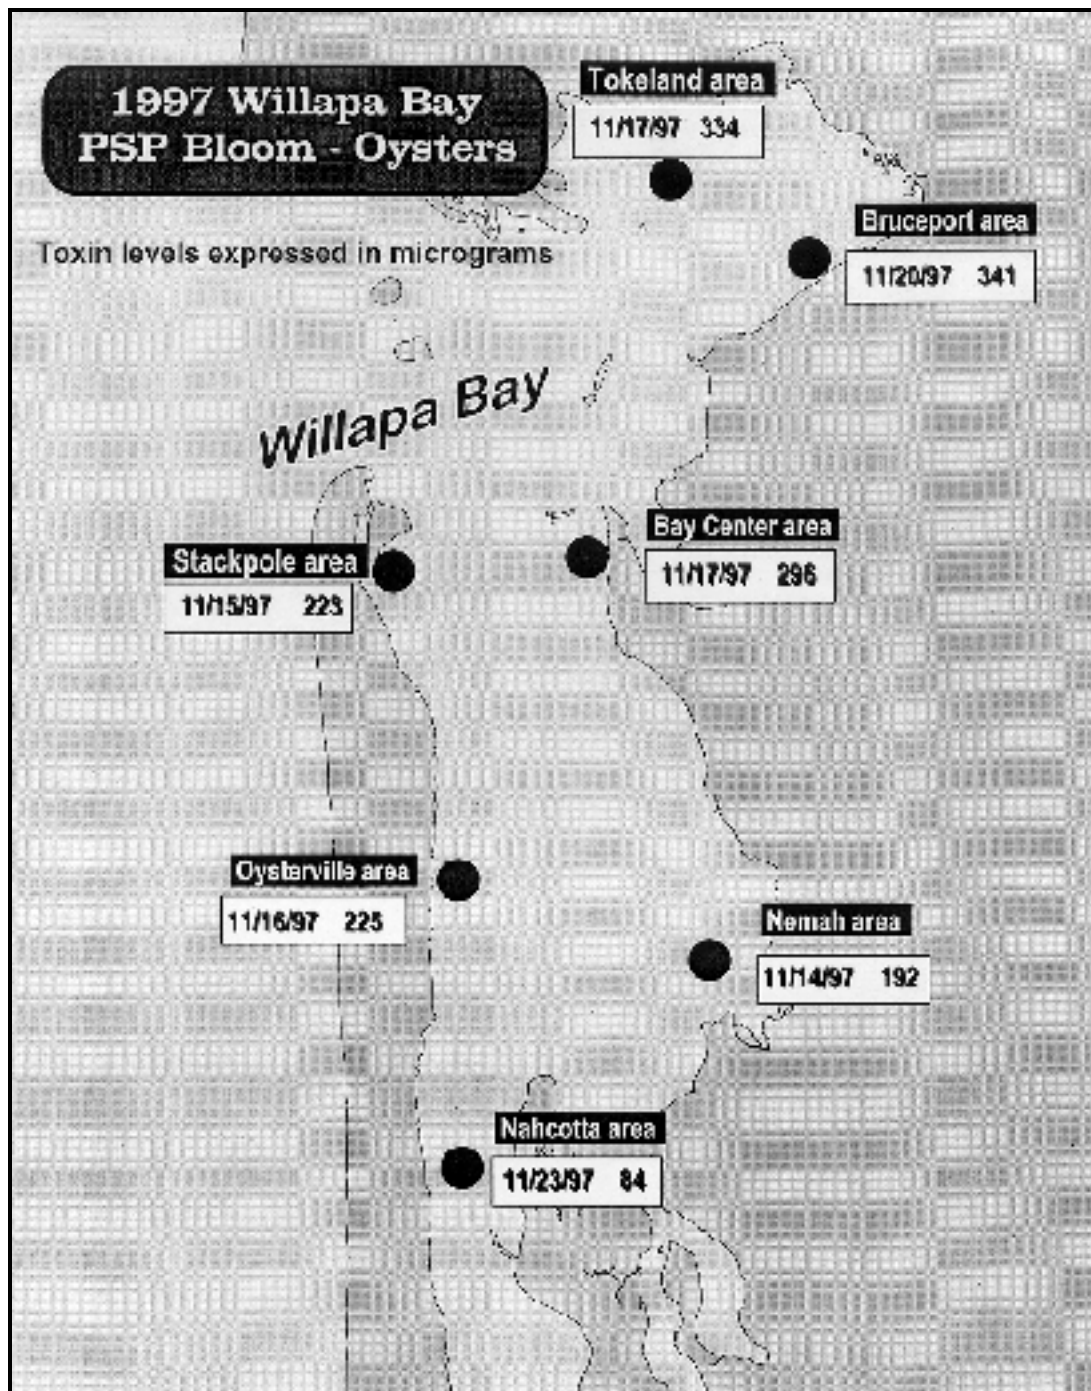 1997 Willapa Bay
PSP Bloom - Oysters
Toxin levels expressed in micrograms
Tokeland area
11/17/97 334
Bruceport area
11/20/97 341
Willapa Bay
Stackpole area
11/15/97 223
Bay Center area
11/17/97 296
Oysterville area
11/16/97 225
Nemah area
11/14/97 192
Nahcotta area
11/23/97 84